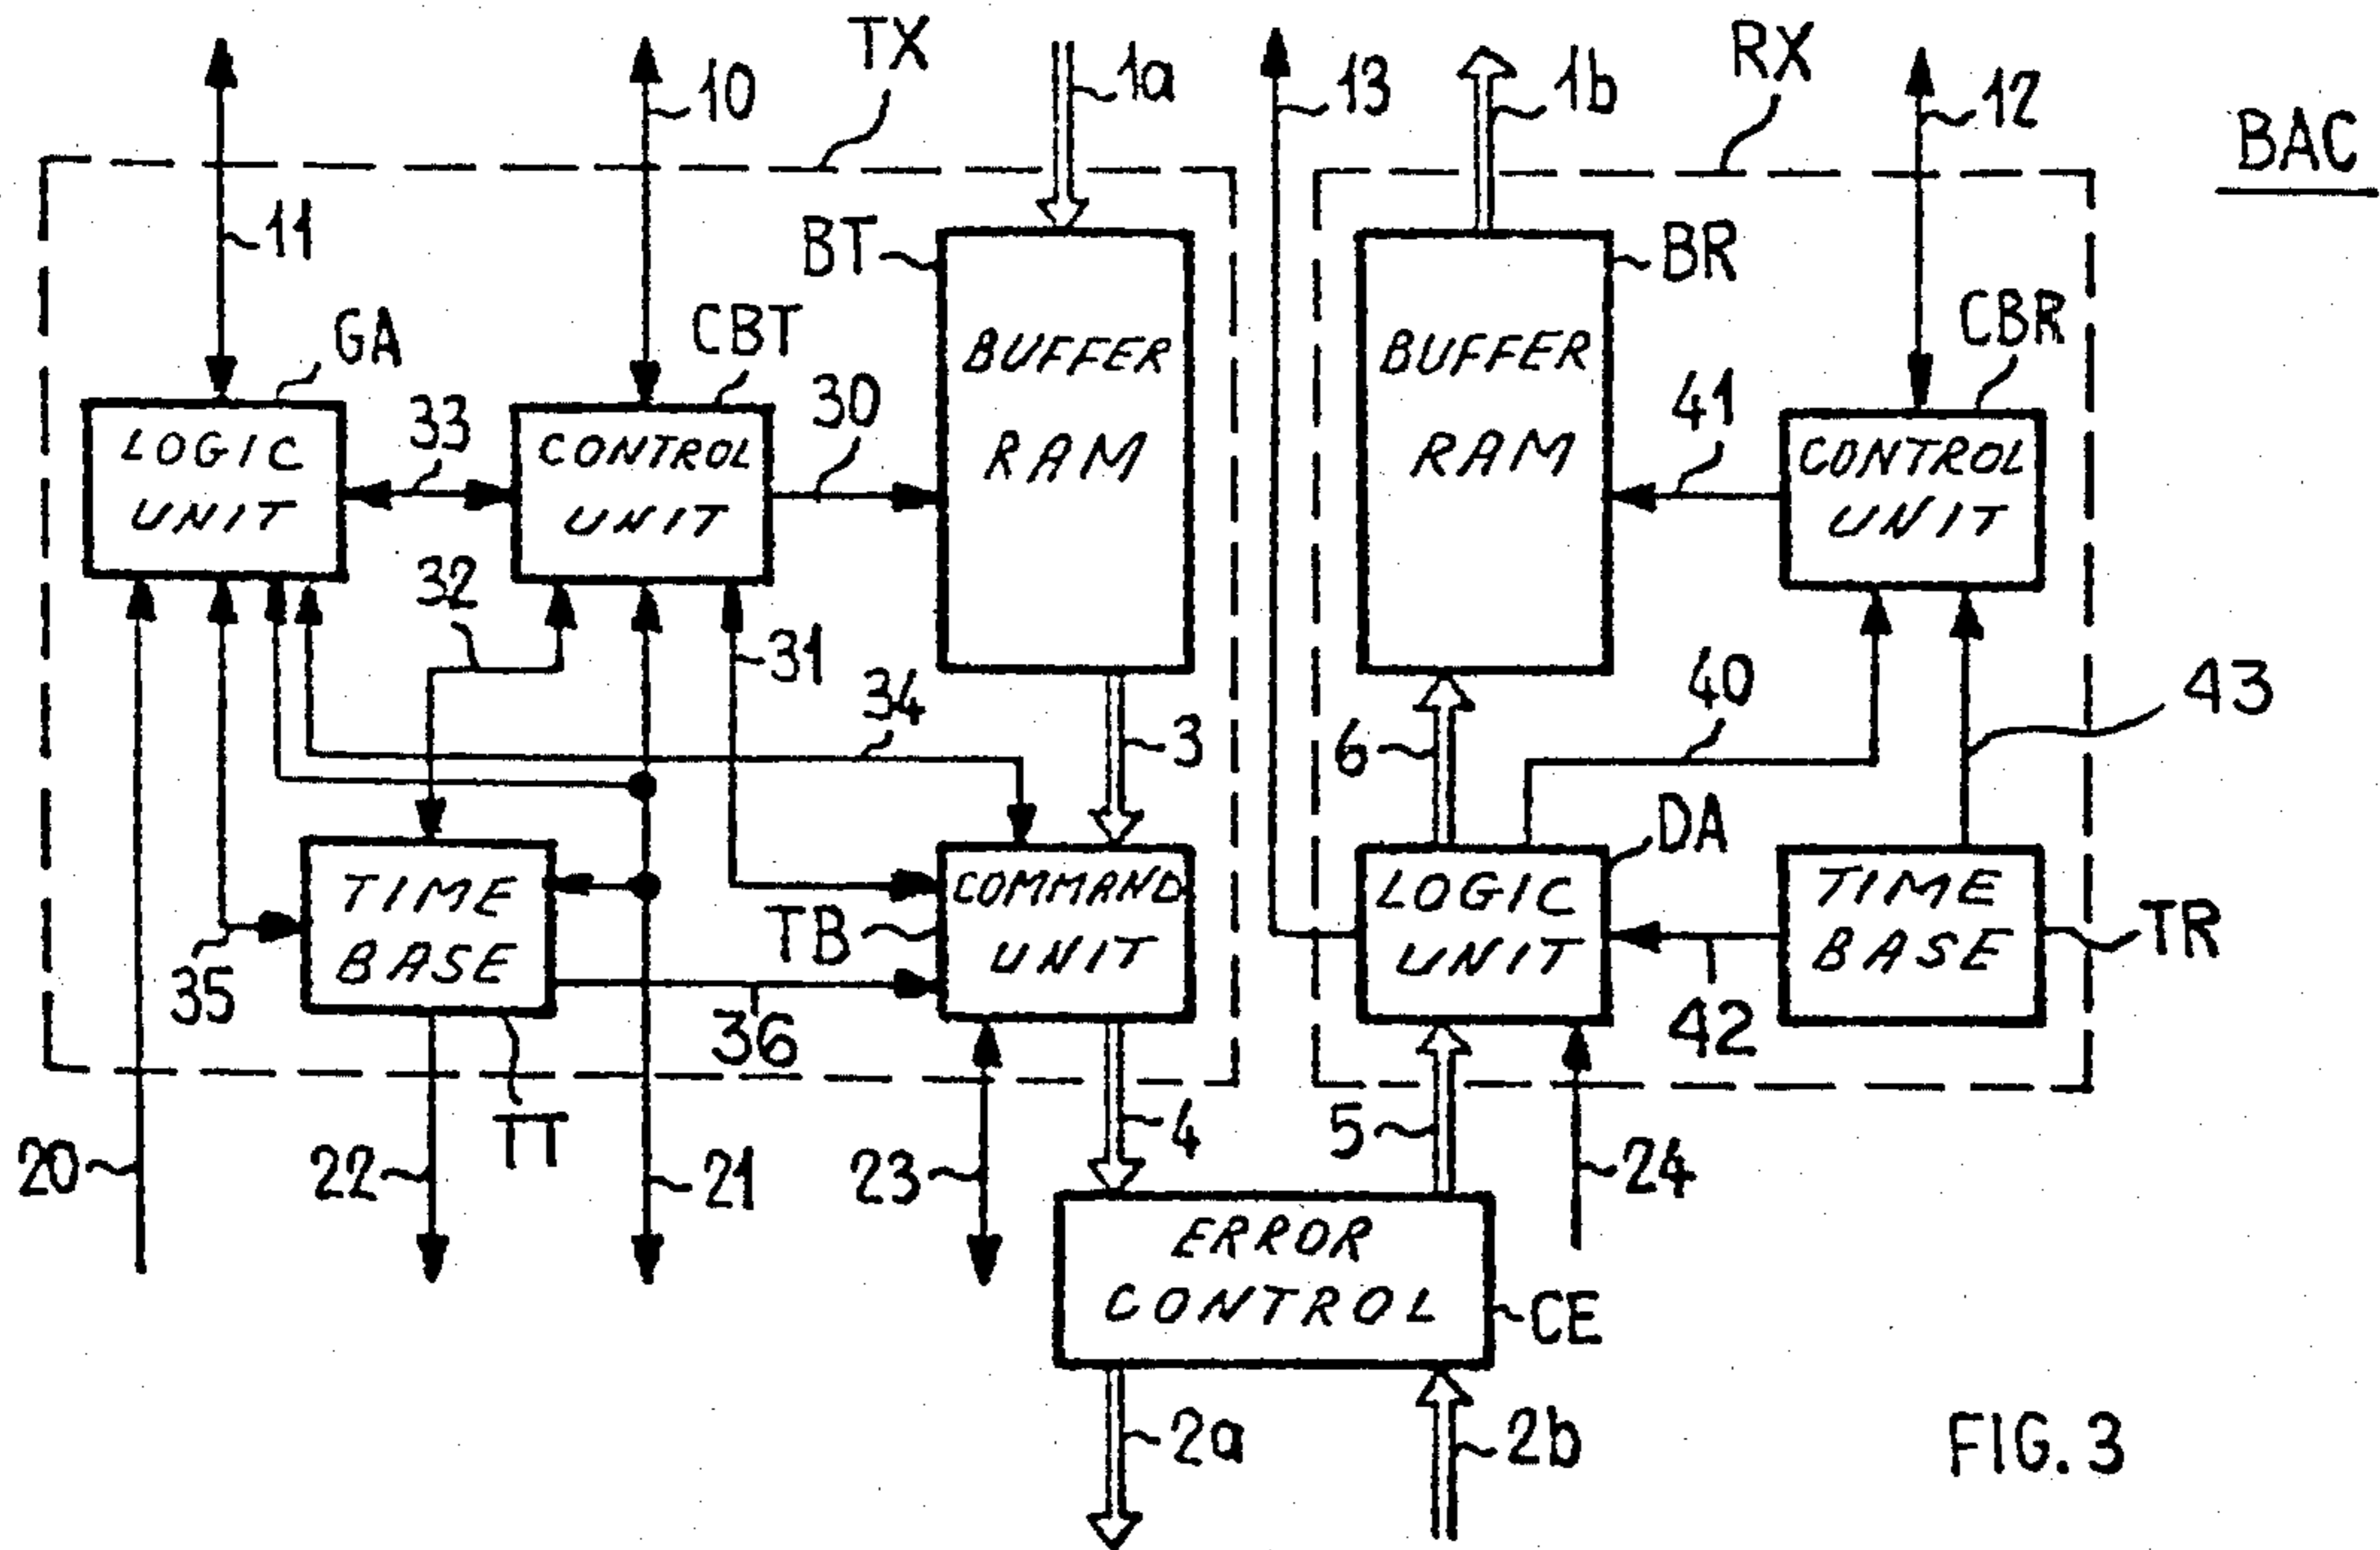 TX
RX
10
1a
13
1b
12
BAC
11
BT
BR
GA
CBT
CBR
BUFFER
RAM
BUFFER
RAM
33
30
41
LOGIC
UNIT
CONTROL
UNIT
CONTROL
UNIT
32
31
34
3
6
40
43
DA
TIME
BASE
TB
COMMAND
UNIT
LOGIC
UNIT
TIME
BASE
TR
35
36
42
TT
20
22
21
23
4
5
24
ERROR
CONTROL
CE
2a
2b
FIG. 3